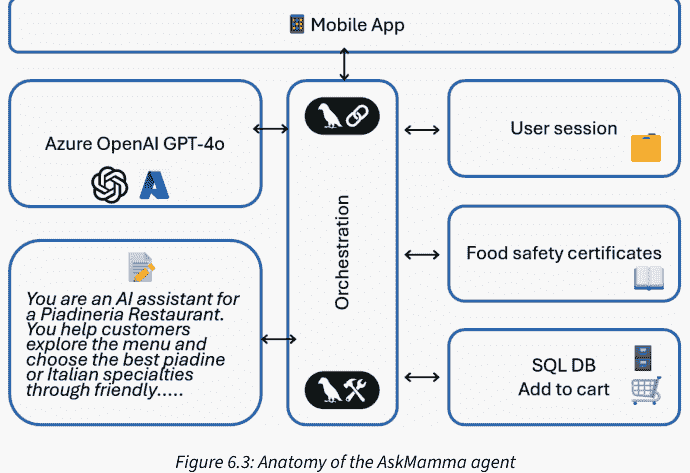 Mobile App
Azure OpenAI GPT-4o
You are an AI assistant for
a Piadineria Restaurant.
You help customers
explore the menu and
choose the best piadine
or Italian specialties
through friendly.....
Orchestration
User session
Food safety certificates
SQL DB
Add to cart
Figure 6.3: Anatomy of the AskMamma agent